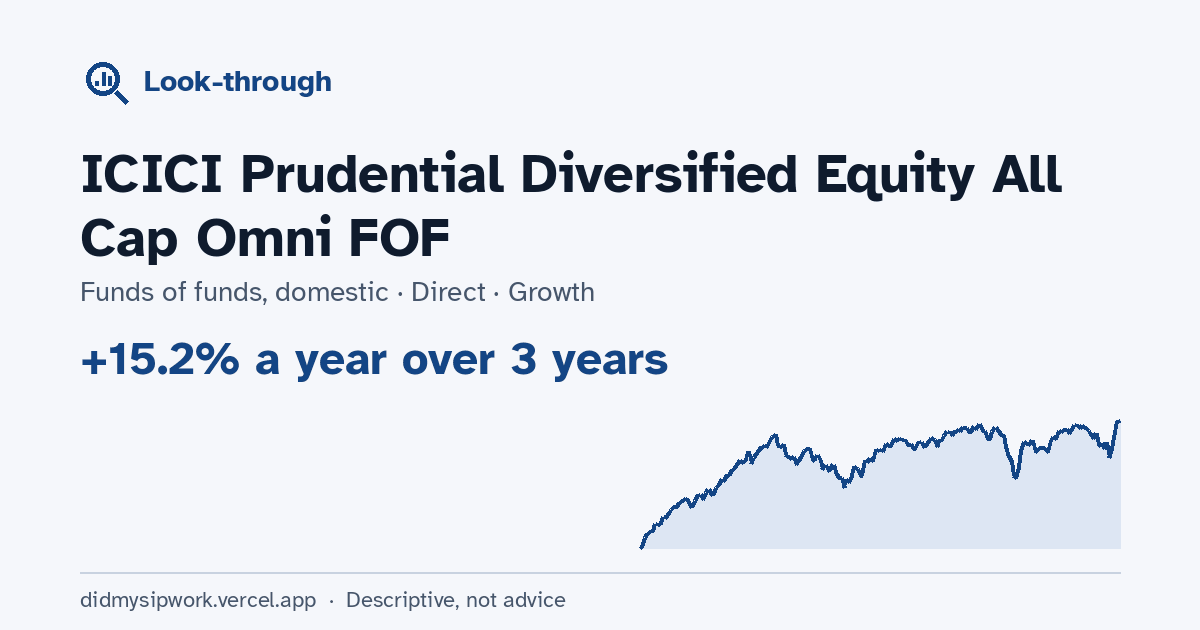 Look-through
ICICI Prudential Diversified Equity All
Cap Omni FOF
Funds of funds, domestic · Direct · Growth
+15.2% a year over 3 years
didmysipwork.vercel.app · Descriptive, not advice